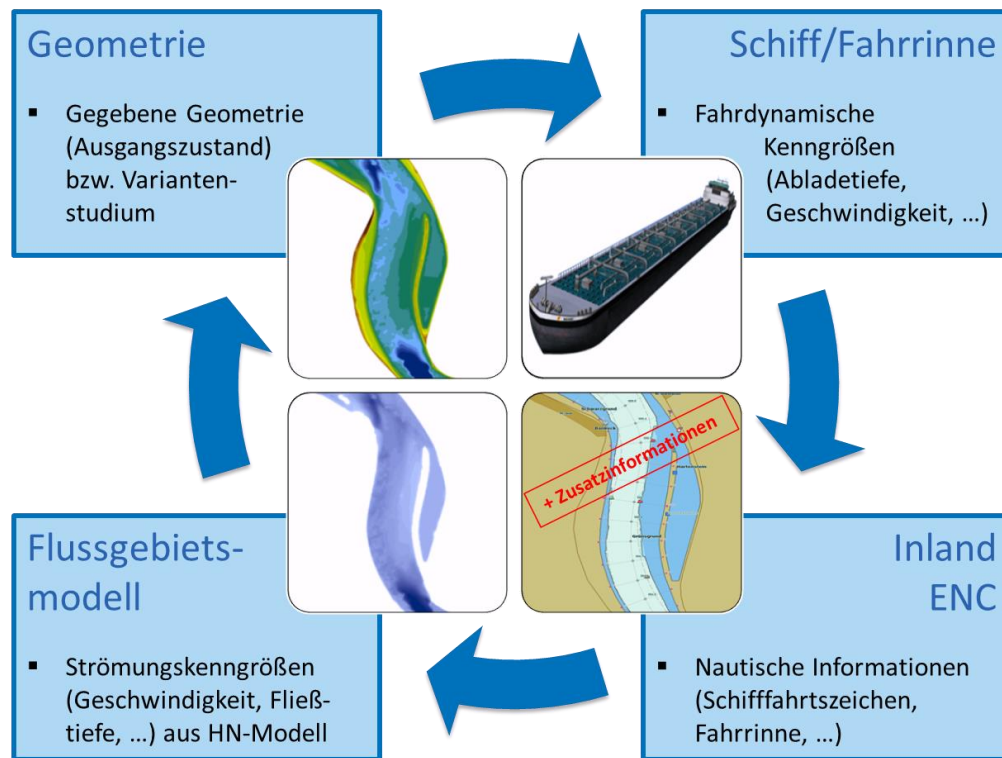 Geometrie
▪ Gegebene Geometrie
(Ausgangszustand)
bzw. Varianten-
studium
Schiff/Fahrrinne
▪ Fahrdynamische
Kenngrößen
(Abladetiefe,
Geschwindigkeit, ...)
+ Zusatzinformationen
Flussgebiets-
modell
▪ Strömungskenngrößen
(Geschwindigkeit, Fließ-
tiefe, ...) aus HN-Modell
Inland
ENC
▪ Nautische Informationen
(Schifffahrtszeichen,
Fahrrinne, ...)